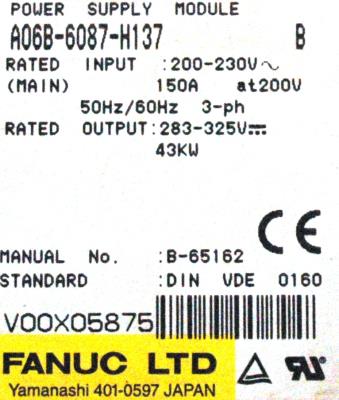 POWER SUPPLY MODULE
A06B-6087-H137 B
RATED INPUT :200-230V~
(MAIN) 150A at200V
50Hz/60Hz 3-ph
RATED OUTPUT:283-325V⎓
43KW
CE
MANUAL No. :B-65162
STANDARD :DIN VDE 0160
V00X05875
FANUC LTD
Yamanashi 401-0597 JAPAN